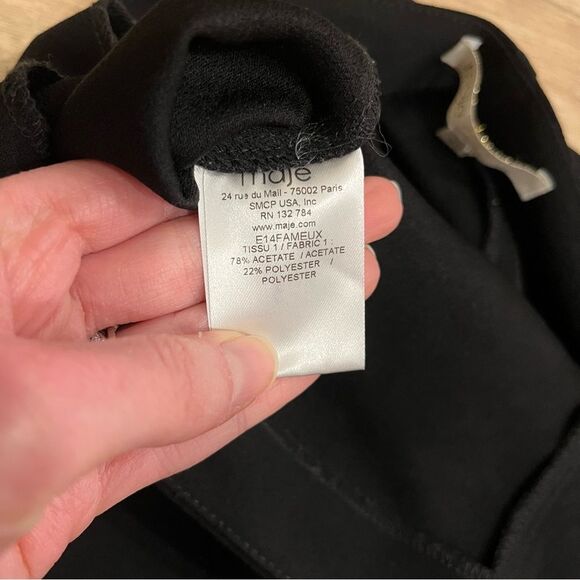 maje
24 rue du Mail - 75002 Paris
SMCP USA, Inc
RN 132 784
www.maje.com
E14FAMEUX
TISSU 1 / FABRIC 1 :
78% ACETATE / ACETATE
22% POLYESTER /
POLYESTER